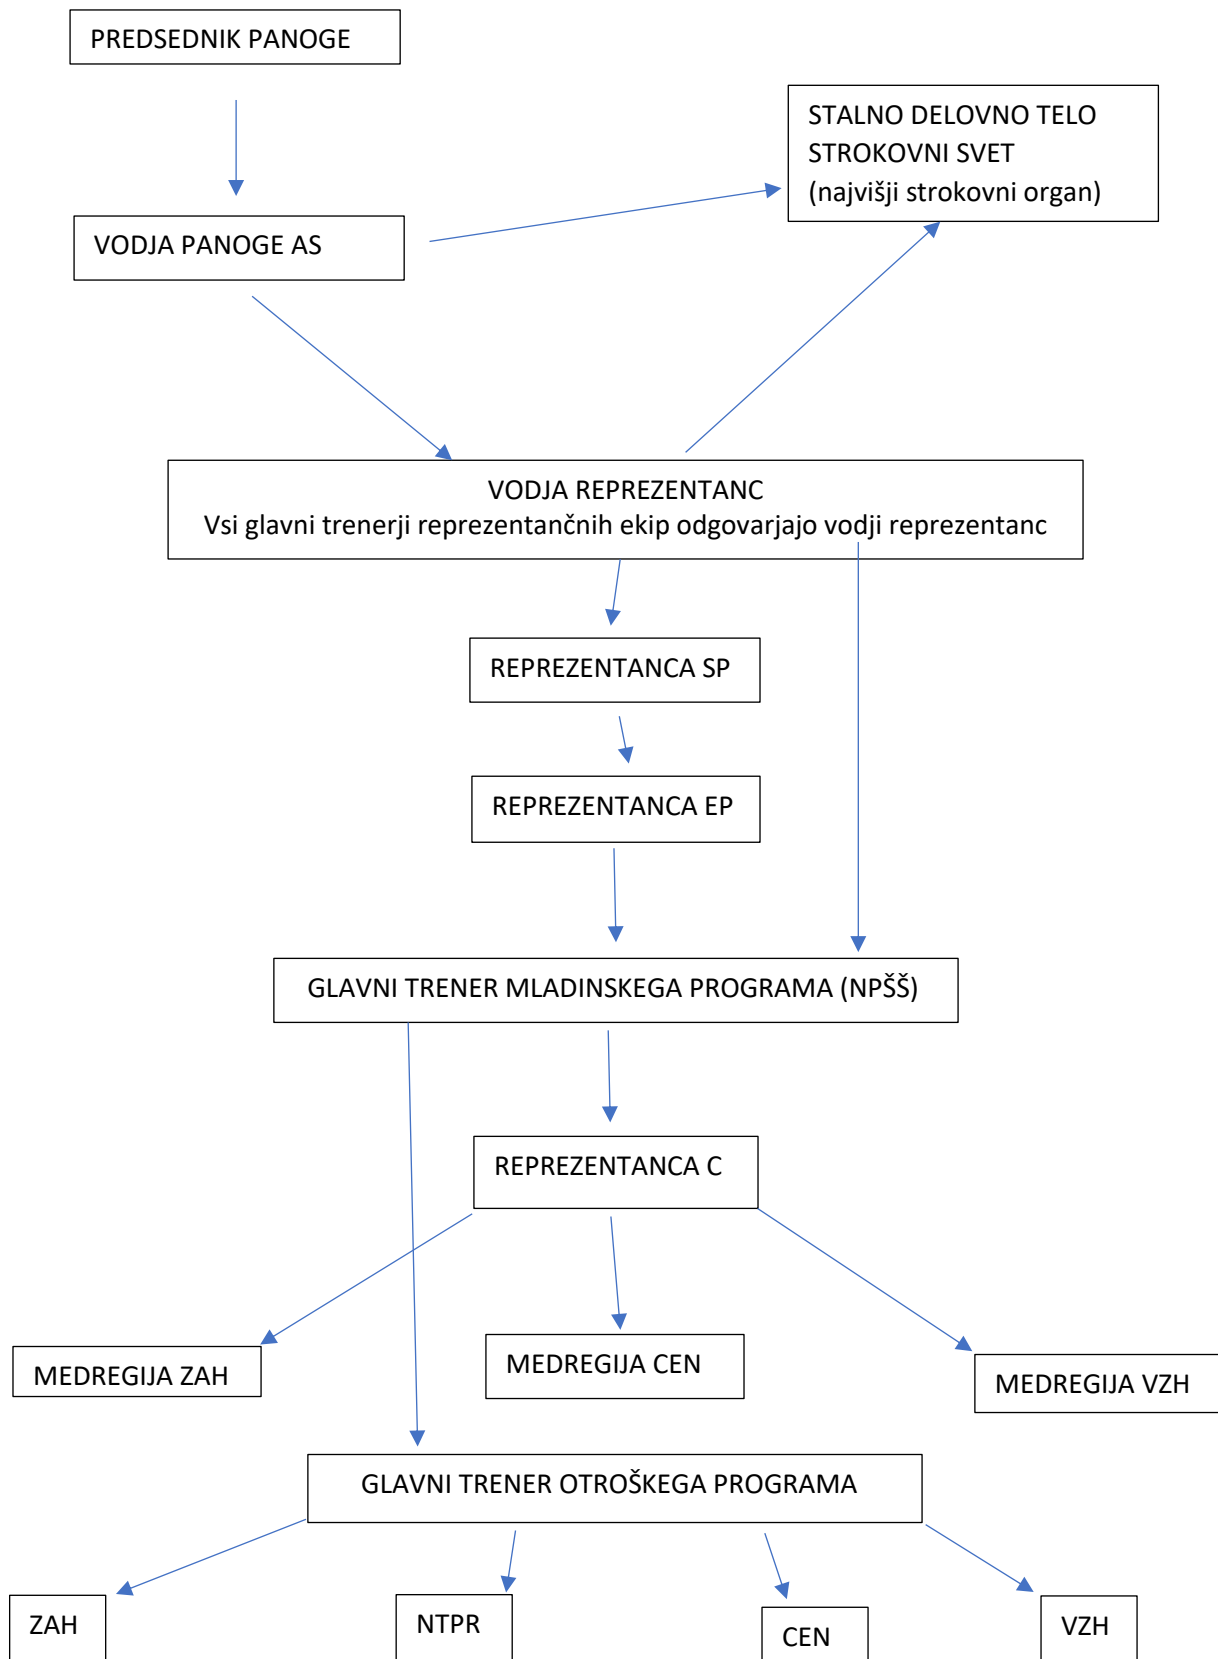 PREDSEDNIK PANOGE
STALNO DELOVNO TELO
STROKOVNI SVET
(najvišji strokovni organ)
VODJA PANOGE AS
VODJA REPREZENTANC
Vsi glavni trenerji reprezentančnih ekip odgovarjajo vodji reprezentanc
REPREZENTANCA SP
REPREZENTANCA EP
GLAVNI TRENER MLADINSKEGA PROGRAMA (NPŠŠ)
REPREZENTANCA C
MEDREGIJA ZAH
MEDREGIJA CEN
MEDREGIJA VZH
GLAVNI TRENER OTROŠKEGA PROGRAMA
ZAH
NTPR
CEN
VZH